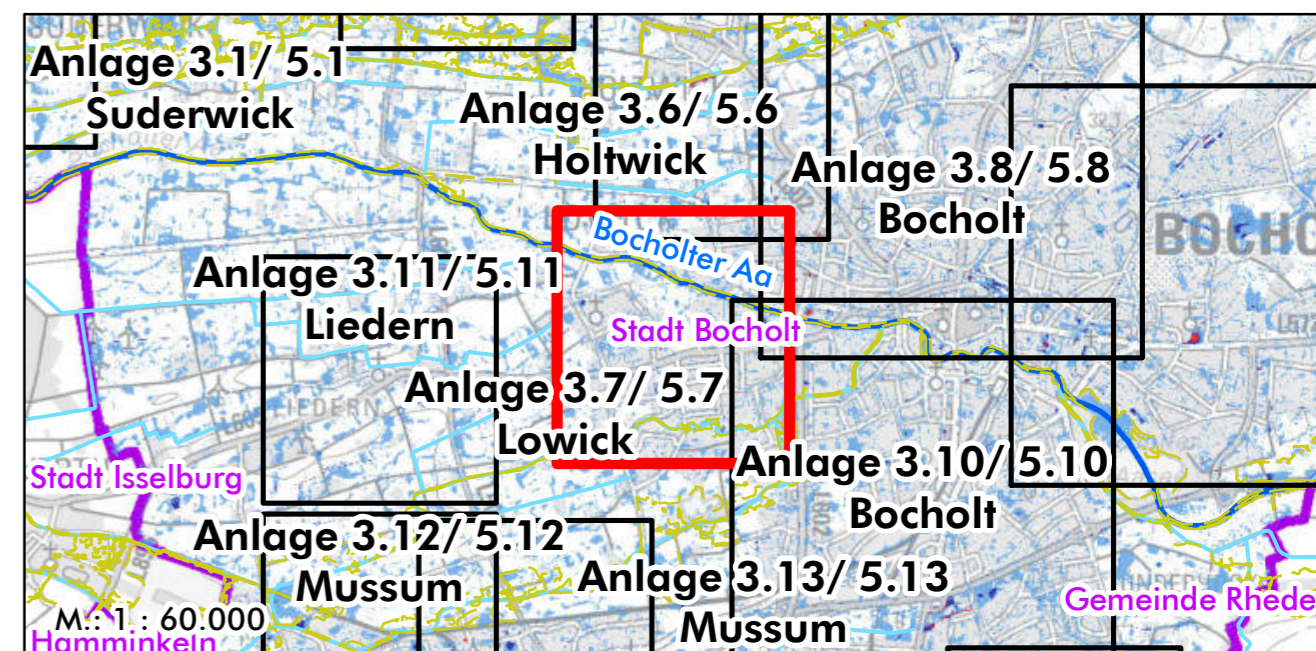 SUDERWICK
Anlage 3.1/ 5.1
Suderwick
Anlage 3.6/ 5.6
Holtwick
Anlage 3.8/ 5.8
Bocholt
BOCHO
Bocholter Aa
Anlage 3.11/ 5.11
Liedern
Stadt Bocholt
Anlage 3.7/ 5.7
Lowick
LIEDERN
L605
Stadt Isselburg
Anlage 3.10/ 5.10
Bocholt
Anlage 3.12/ 5.12
Mussum
Anlage 3.13/ 5.13
Mussum
Gemeinde Rhede
M.: 1 : 60.000
Hamminkeln